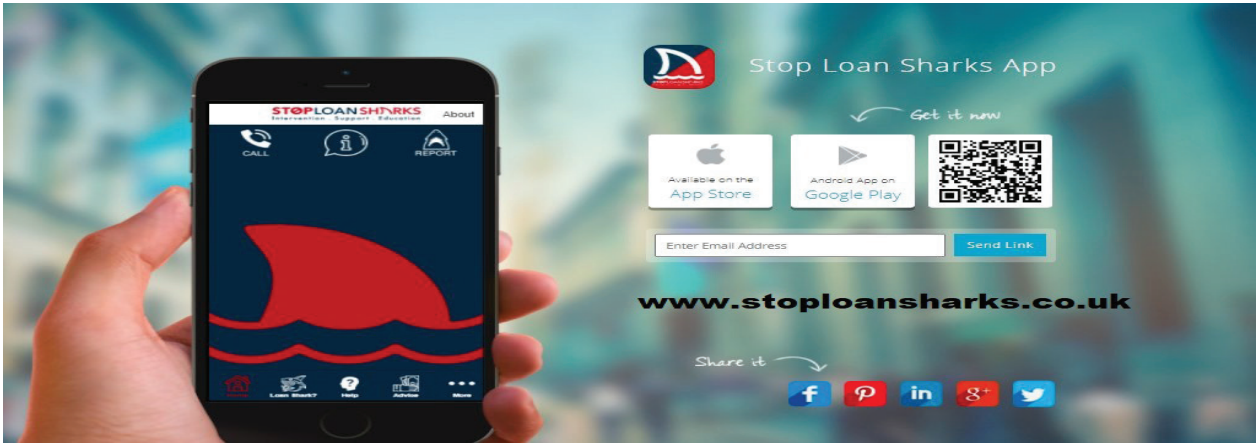 STOPLOANSHARKS
Intervention Support Education
About
CALL
REPORT
Home
Loan Shark?
Help
Advise
More
Stop Loan Sharks App
Get it now
Available on the
App Store
Android App on
Google Play
Enter Email Address
Send Link
www.stoploansharks.co.uk
Share it